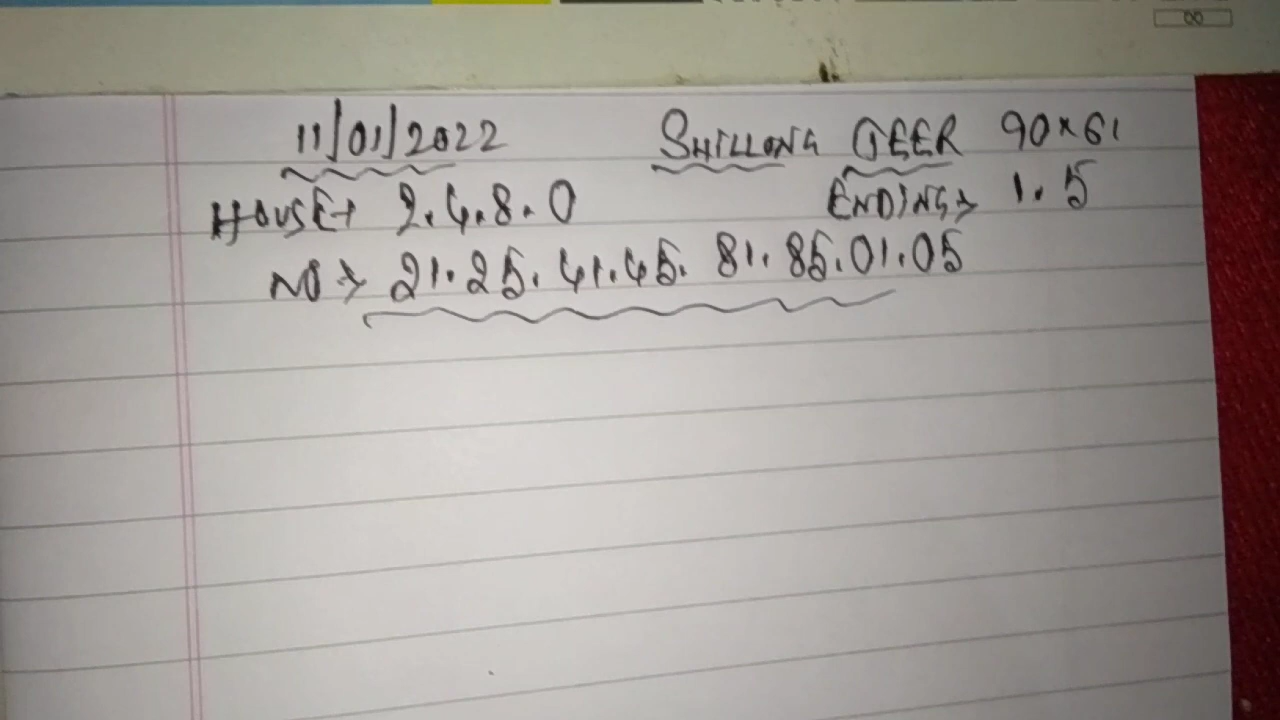 11/01/2022 SHILLONG TEER 90×61
HOUSE→ 2.4.8.0 ENDING→ 1.5
NO→ 21.25.41.45.81.85.01.05